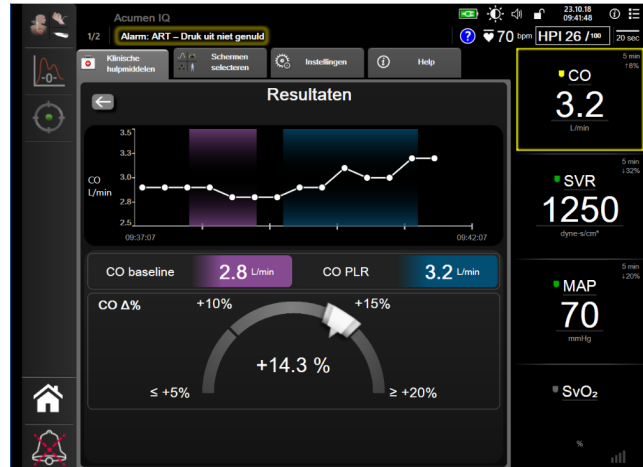 Acumen IQ
23.10.18
09:41:48
1/2 Alarm: ART – Druk uit niet genuld
? 70 bpm HPI 26 /100 20 sec
Klinische hulpmiddelen
Schermen selecteren
Instellingen
Help
-0-
Resultaten
3.5
3.3
3.0
2.8
2.5
CO
L/min
09:37:07 09:42:07
CO baseline 2.8 L/min CO PLR 3.2 L/min
CO Δ%
+10% +15%
+14.3 %
≤ +5% ≥ +20%
5 min
↑8%
CO
3.2
L/min
5 min
↓32%
SVR
1250
dyne-s/cm⁵
5 min
↓20%
MAP
70
mmHg
SvO₂
%